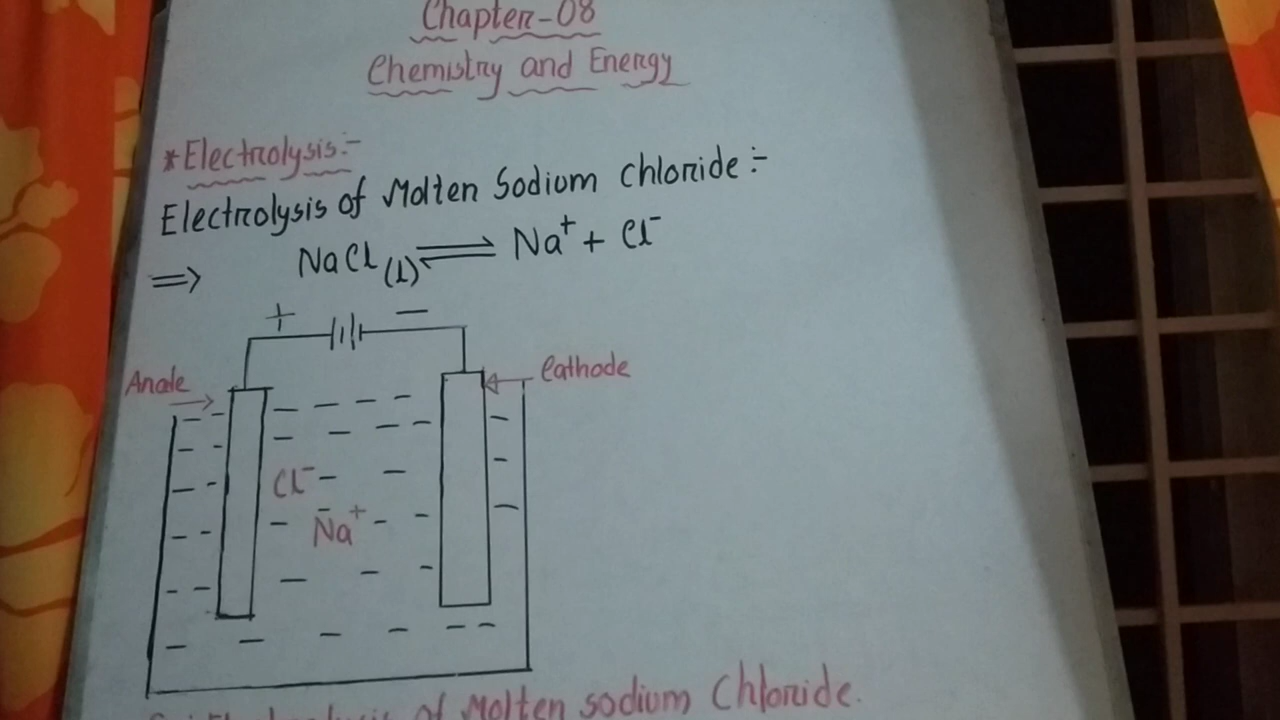 Chapter-08
Chemistry and Energy
*Electrolysis:-
Electrolysis of Molten Sodium chloride:-
⇒ NaCl(l) ⇌ Na⁺ + Cl⁻
+ −
Anode
Cathode
Cl⁻
Na⁺
of Molten sodium Chloride.